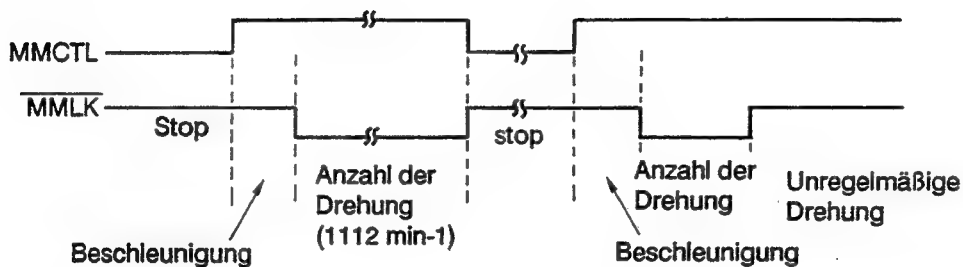 MMCTL
MMLK
Stop
stop
Anzahl der
Drehung
(1112 min-1)
Anzahl der
Drehung
Unregelmäßige
Drehung
Beschleunigung
Beschleunigung